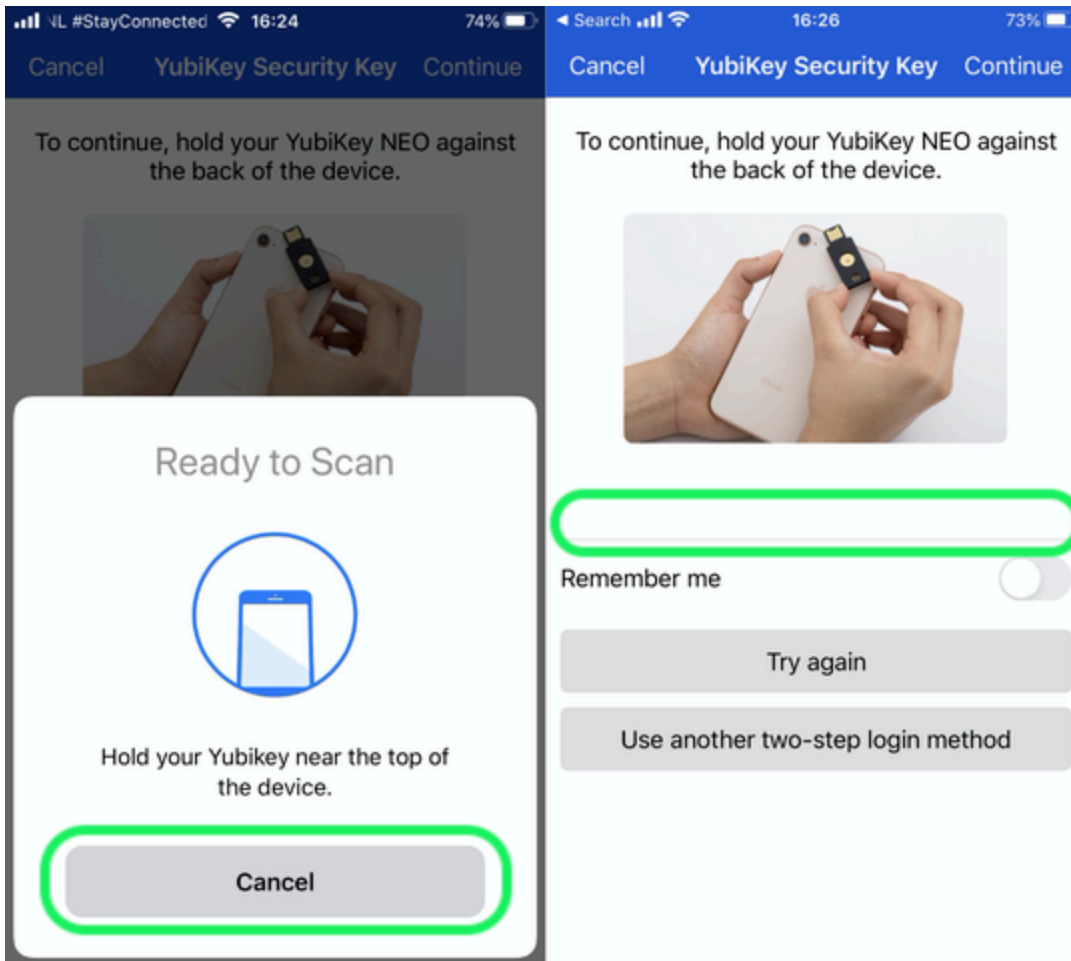 NL #StayConnected 16:24 74%
Cancel YubiKey Security Key Continue
To continue, hold your YubiKey NEO against
the back of the device.
Ready to Scan
Hold your Yubikey near the top of
the device.
Cancel
Search 16:26 73%
Cancel YubiKey Security Key Continue
To continue, hold your YubiKey NEO against
the back of the device.
Remember me
Try again
Use another two-step login method